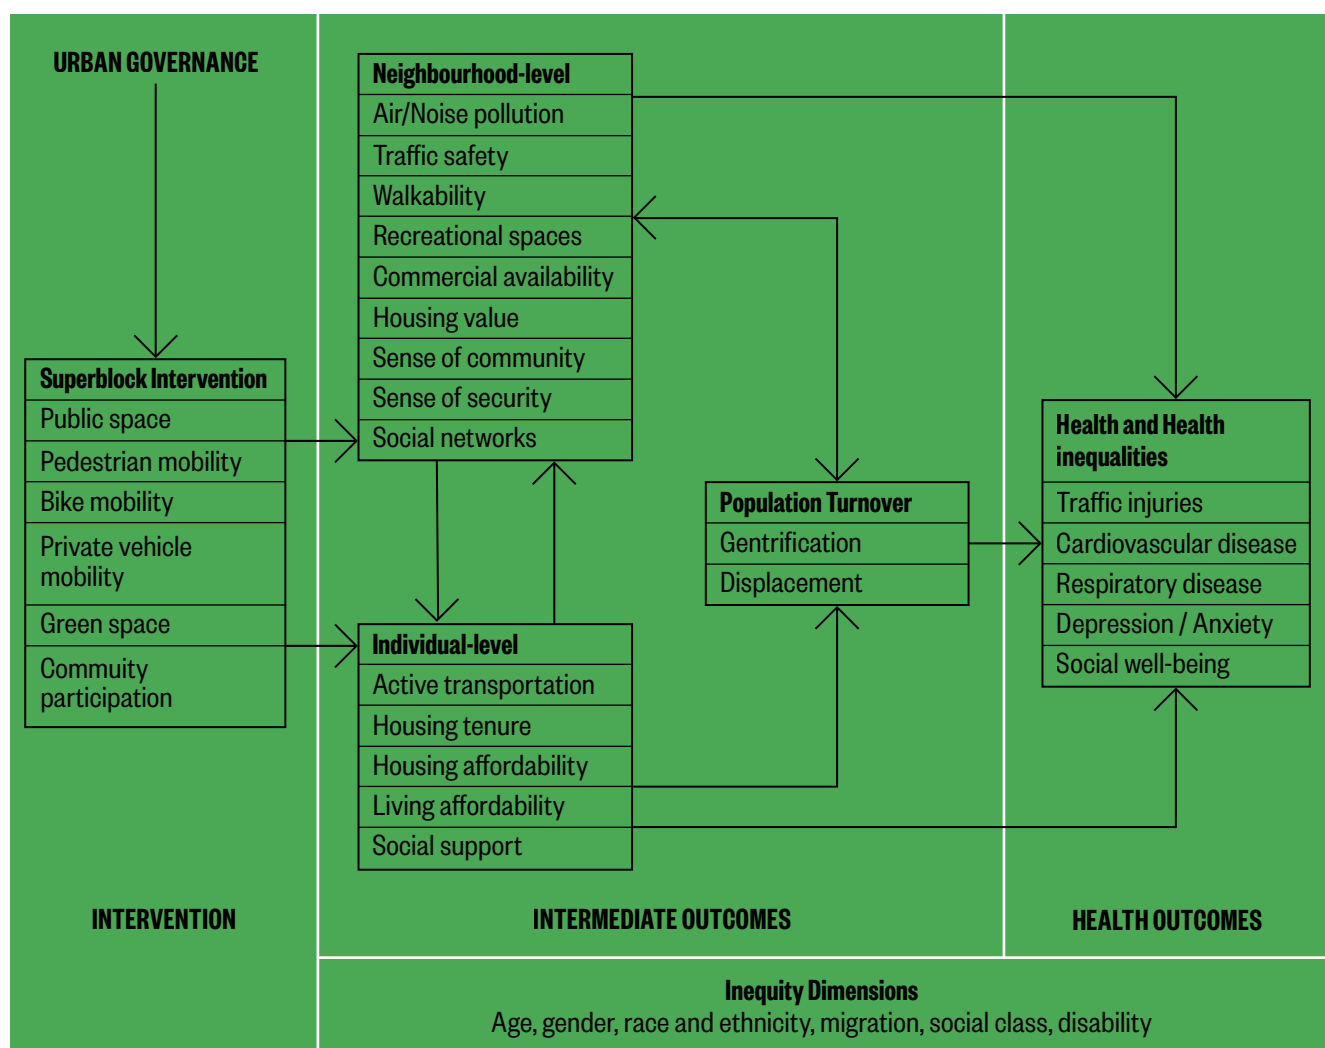 URBAN GOVERNANCE
Superblock Intervention
Public space
Pedestrian mobility
Bike mobility
Private vehicle
mobility
Green space
Commuity
participation
INTERVENTION
Neighbourhood-level
Air/Noise pollution
Traffic safety
Walkability
Recreational spaces
Commercial availability
Housing value
Sense of community
Sense of security
Social networks
Individual-level
Active transportation
Housing tenure
Housing affordability
Living affordability
Social support
Population Turnover
Gentrification
Displacement
INTERMEDIATE OUTCOMES
Health and Health
inequalities
Traffic injuries
Cardiovascular disease
Respiratory disease
Depression / Anxiety
Social well-being
HEALTH OUTCOMES
Inequity Dimensions
Age, gender, race and ethnicity, migration, social class, disability